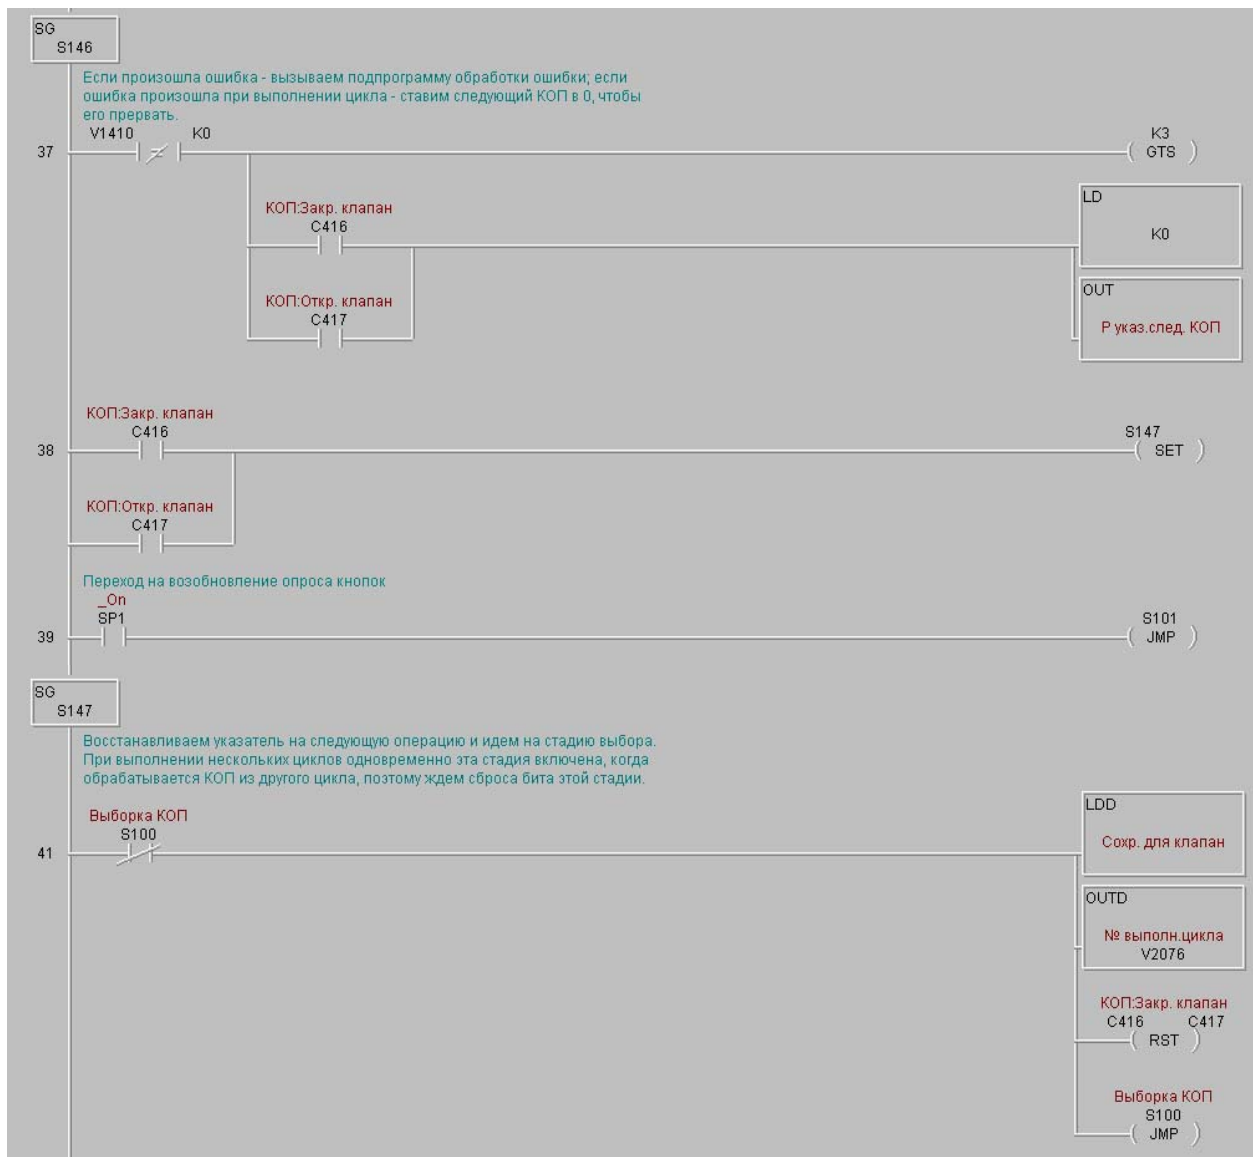 SG
S146
Если произошла ошибка - вызываем подпрограмму обработки ошибки; если
ошибка произошла при выполнении цикла - ставим следующий КОП в 0, чтобы
его прервать.
V1410 K0
K3
37
GTS
КОП:Закр. клапан
C416
LD
K0
КОП:Откр. клапан
C417
OUT
Р указ.след. КОП
КОП:Закр. клапан
C416
S147
38
SET
КОП:Откр. клапан
C417
Переход на возобновление опроса кнопок
_On
SP1
S101
39
JMP
SG
S147
Восстанавливаем указатель на следующую операцию и идем на стадию выбора.
При выполнении нескольких циклов одновременно эта стадия включена, когда
обрабатывается КОП из другого цикла, поэтому ждем сброса бита этой стадии.
Выборка КОП
S100
41
LDD
Сохр. для клапан
OUTD
№ выполн.цикла
V2076
КОП:Закр. клапан
C416 C417
RST
Выборка КОП
S100
JMP